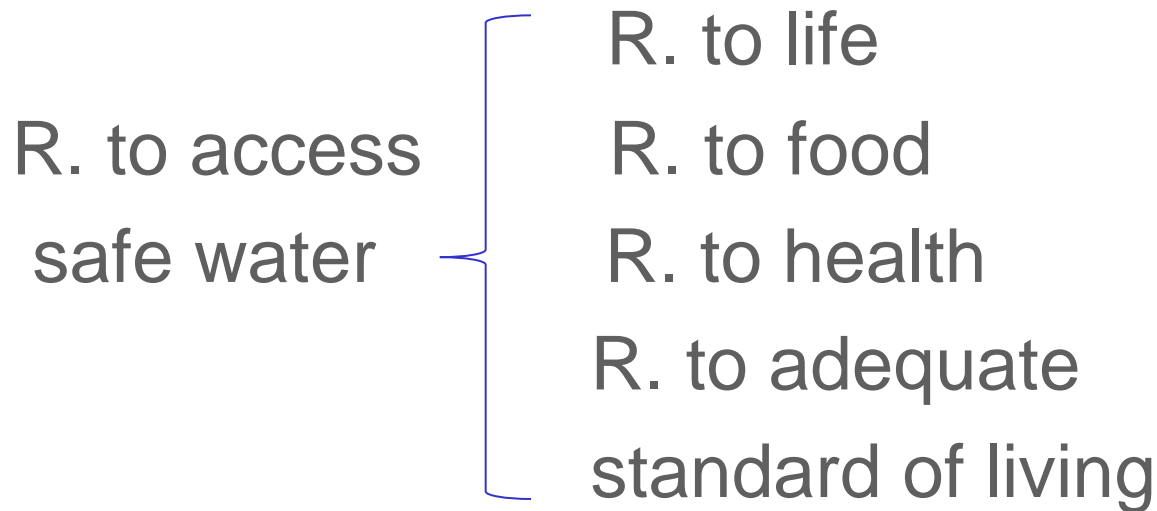 R. to life
R. to access
R. to food
safe water
R. to health
R. to adequate
standard of living